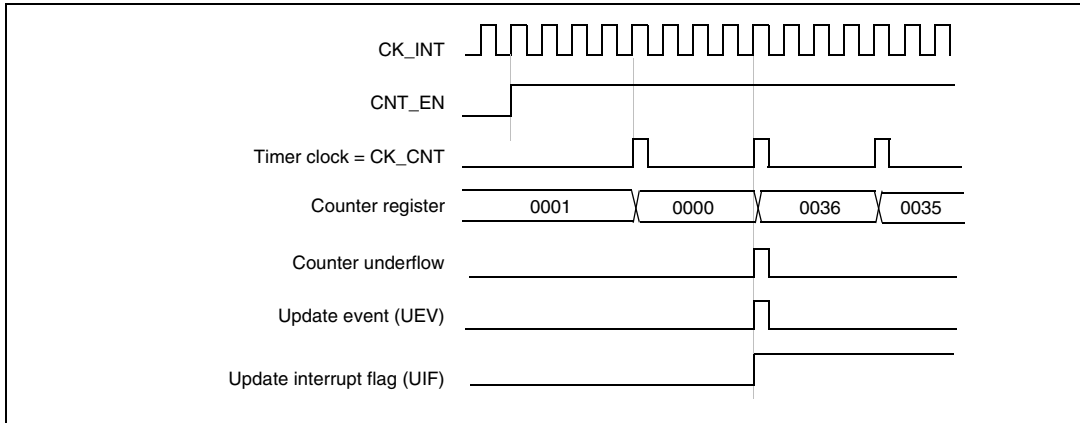 CK_INT
CNT_EN
Timer clock = CK_CNT
Counter register 0001 0000 0036 0035
Counter underflow
Update event (UEV)
Update interrupt flag (UIF)